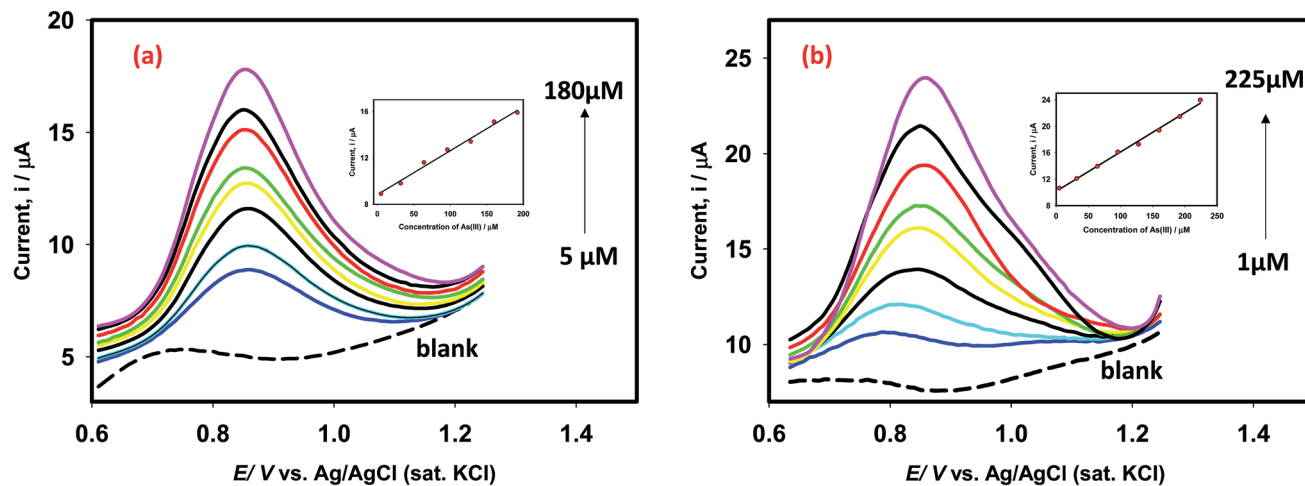 (a)
20
15
10
5
Current, i / μA
0.6 0.8 1.0 1.2 1.4
E/ V vs. Ag/AgCl (sat. KCl)
180μM
5 μM
blank
16
12
8
Current, i / μA
0 50 100 150 200
Concentration of As(III) / μM
(b)
25
20
15
10
Current, i / μA
0.6 0.8 1.0 1.2 1.4
E/ V vs. Ag/AgCl (sat. KCl)
225μM
1μM
blank
24
20
16
12
8
Current, i / μA
0 50 100 150 200 250
Concentration of As(III) / μM